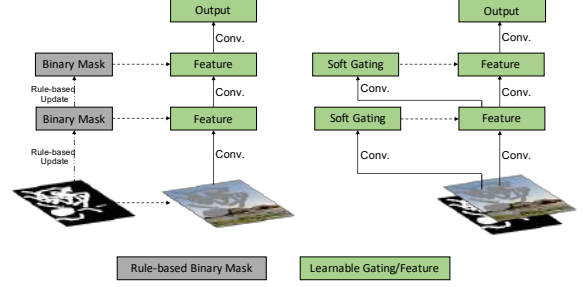 Output
Conv.
Binary Mask
Feature
Rule-based
Update
Conv.
Binary Mask
Feature
Rule-based
Update
Conv.
Output
Conv.
Soft Gating
Feature
Conv.
Conv.
Soft Gating
Feature
Conv.
Conv.
Rule-based Binary Mask
Learnable Gating/Feature